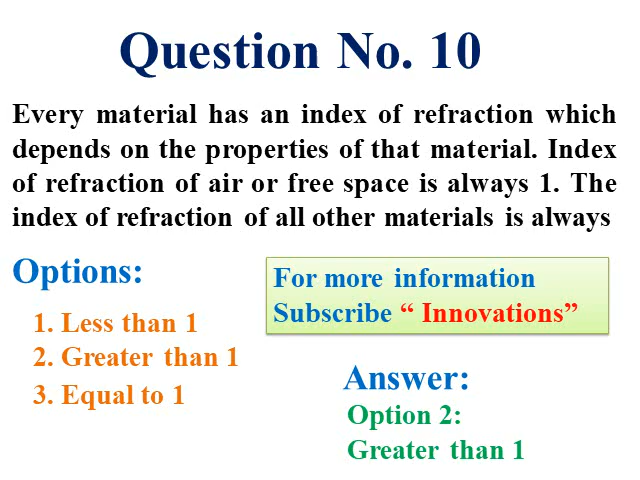 Question No. 10
Every material has an index of refraction which
depends on the properties of that material. Index
of refraction of air or free space is always 1. The
index of refraction of all other materials is always
Options:
1. Less than 1
2. Greater than 1
3. Equal to 1
For more information
Subscribe “ Innovations”
Answer:
Option 2:
Greater than 1